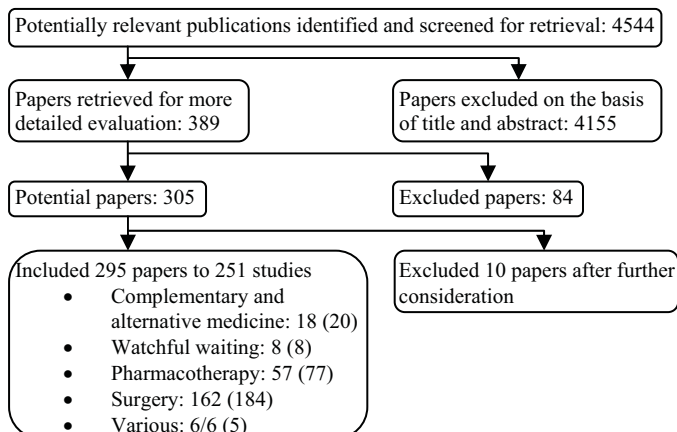 Potentially relevant publications identified and screened for retrieval: 4544
Papers retrieved for more
detailed evaluation: 389
Papers excluded on the basis
of title and abstract: 4155
Potential papers: 305
Excluded papers: 84
Included 295 papers to 251 studies
• Complementary and
alternative medicine: 18 (20)
• Watchful waiting: 8 (8)
• Pharmacotherapy: 57 (77)
• Surgery: 162 (184)
• Various: 6/6 (5)
Excluded 10 papers after further
consideration